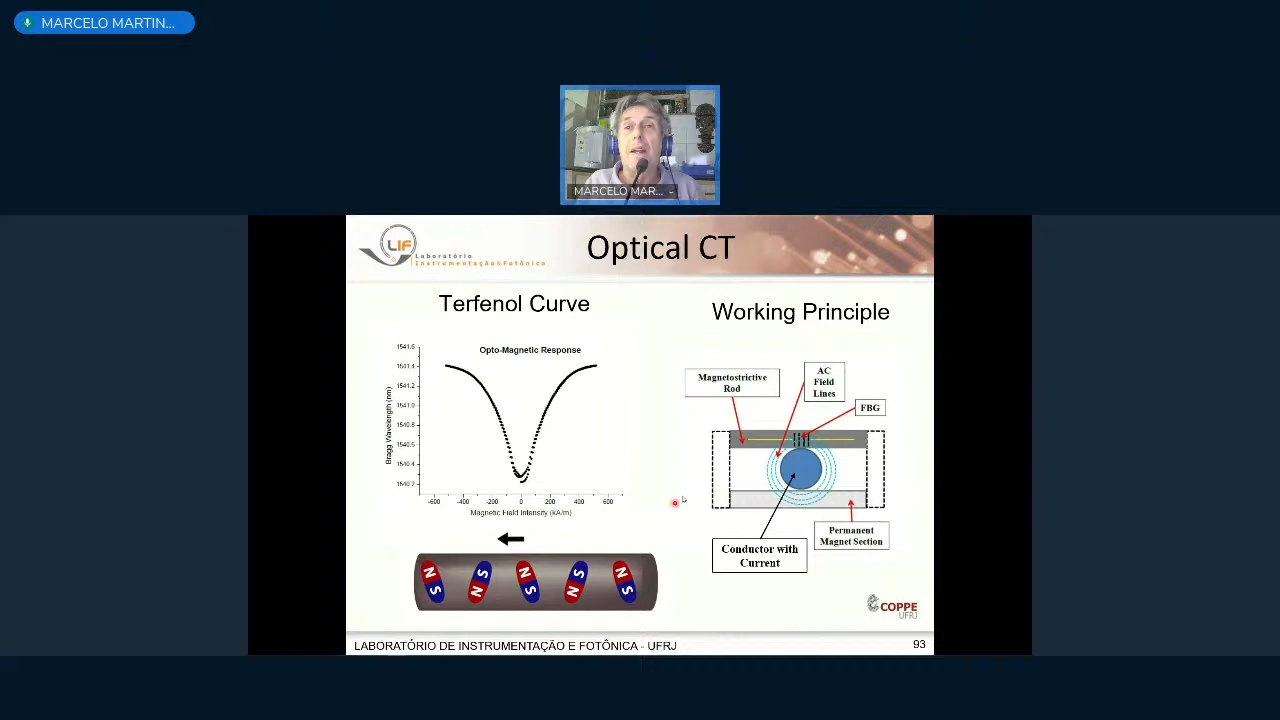 MARCELO MARTIN...
MARCELO MAR...
LIF
Laboratório
Instrumentação e Fotônica
Optical CT
Terfenol Curve
Working Principle
Opto-Magnetic Response
1541.6
1541.4
1541.2
1541.0
1540.8
1540.6
1540.4
1540.2
Bragg Wavelength (nm)
-600
-400
-200
0
200
400
600
Magnetic Field Intensity (kA/m)
Magnetostrictive
Rod
AC
Field
Lines
FBG
Permanent
Magnet Section
Conductor with
Current
N S
S N
N S
S N
N S
COPPE
UFRJ
LABORATÓRIO DE INSTRUMENTAÇÃO E FOTÔNICA - UFRJ
93